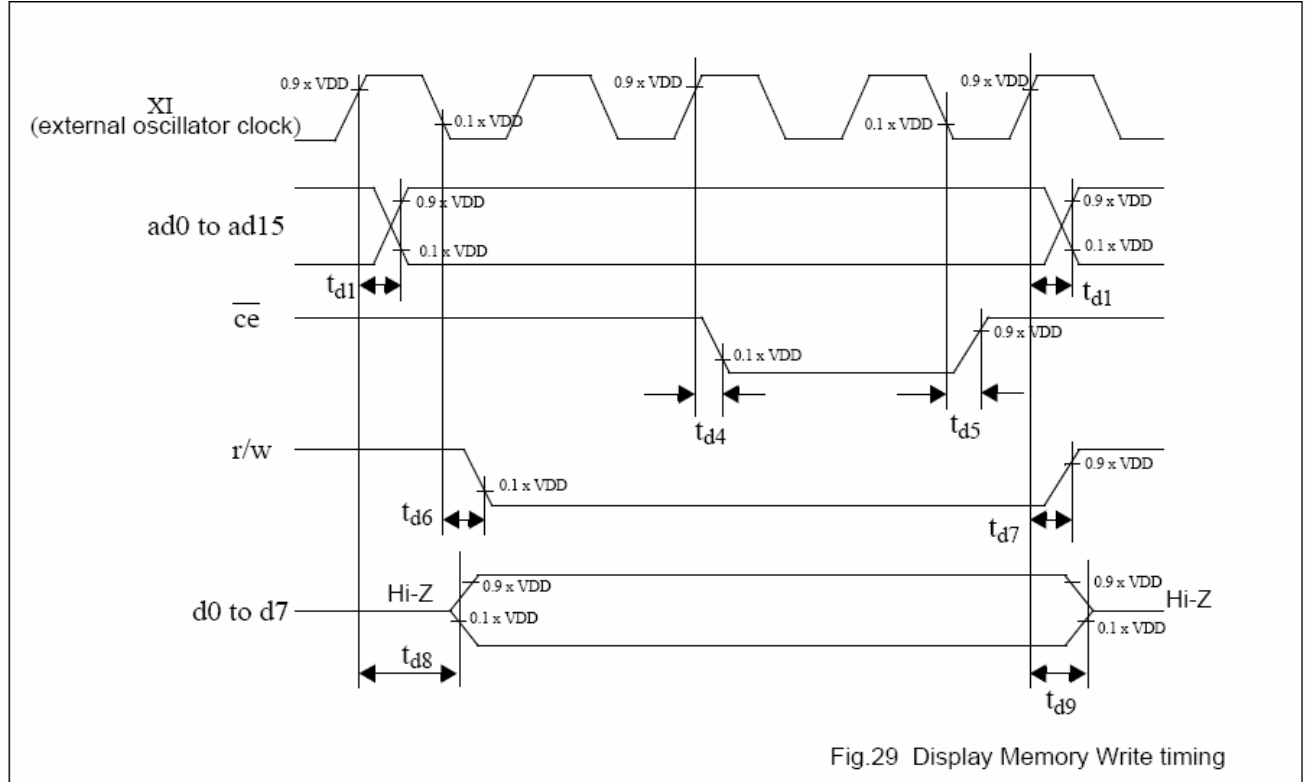 0.9 x VDD
0.9 x VDD
0.9 x VDD
XI
(external oscillator clock)
0.1 x VDD
0.1 x VDD
ad0 to ad15
0.9 x VDD
0.9 x VDD
0.1 x VDD
0.1 x VDD
td1
td1
ce
0.9 x VDD
0.1 x VDD
td4
td5
r/w
0.9 x VDD
0.1 x VDD
td6
td7
Hi-Z
0.9 x VDD
0.9 x VDD
Hi-Z
d0 to d7
0.1 x VDD
0.1 x VDD
td8
td9
Fig.29 Display Memory Write timing